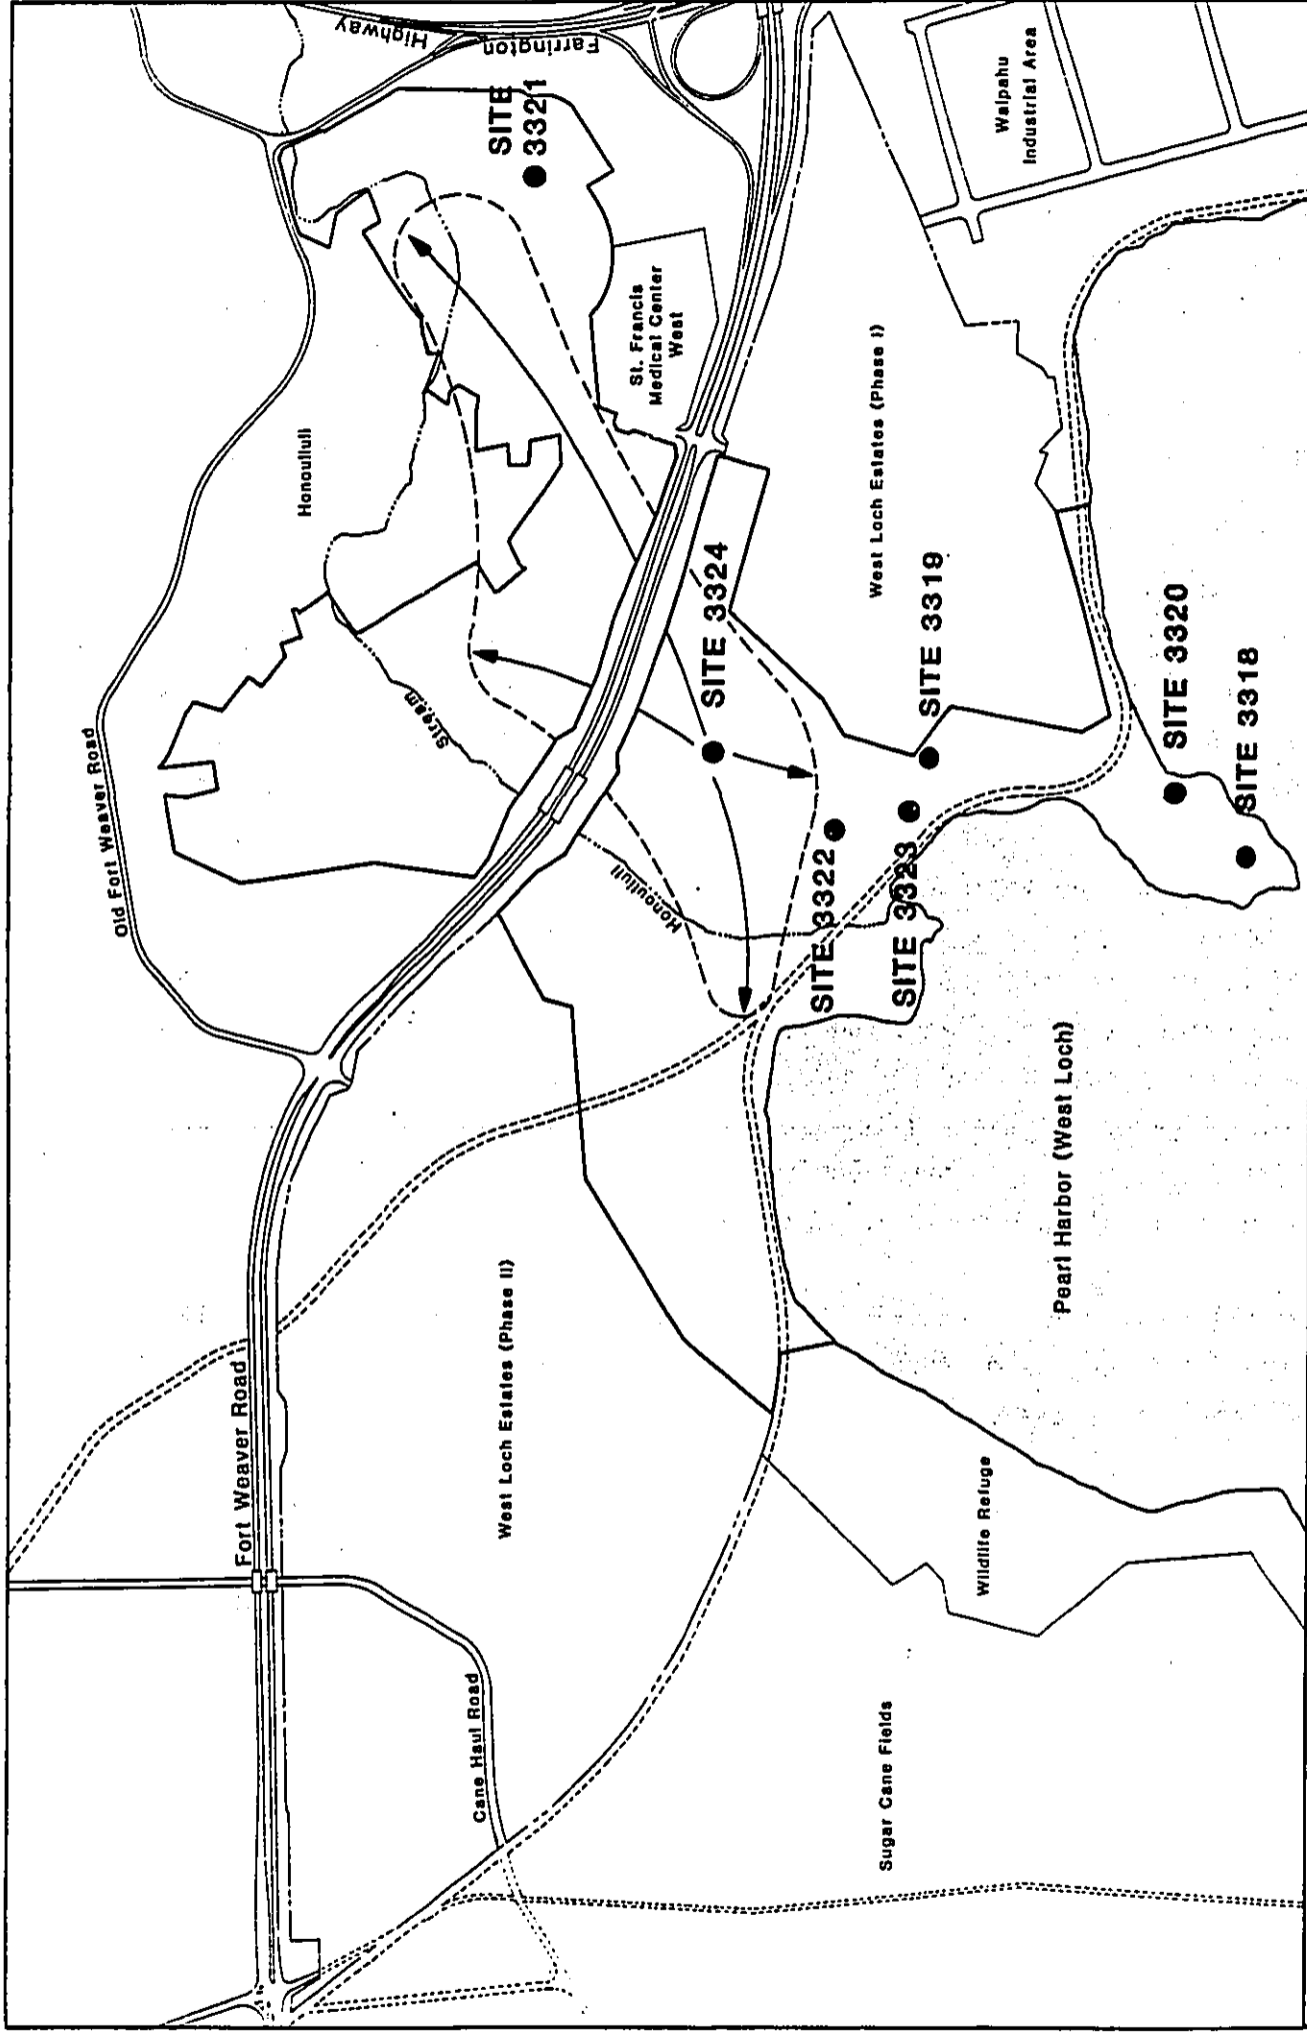 Farrington
Highway
SITE
3321
Waipahu
Industrial Area
St. Francis
Medical Center
West
Honouliuli
West Loch Estates (Phase I)
SITE 3324
SITE 3319
SITE 3320
SITE 3318
Old Fort Weaver Road
Stream
Honouliuli
SITE 3322
SITE 3323
Pearl Harbor (West Loch)
Fort Weaver Road
West Loch Estates (Phase II)
Wildlife Refuge
Cane Haul Road
Sugar Cane Fields